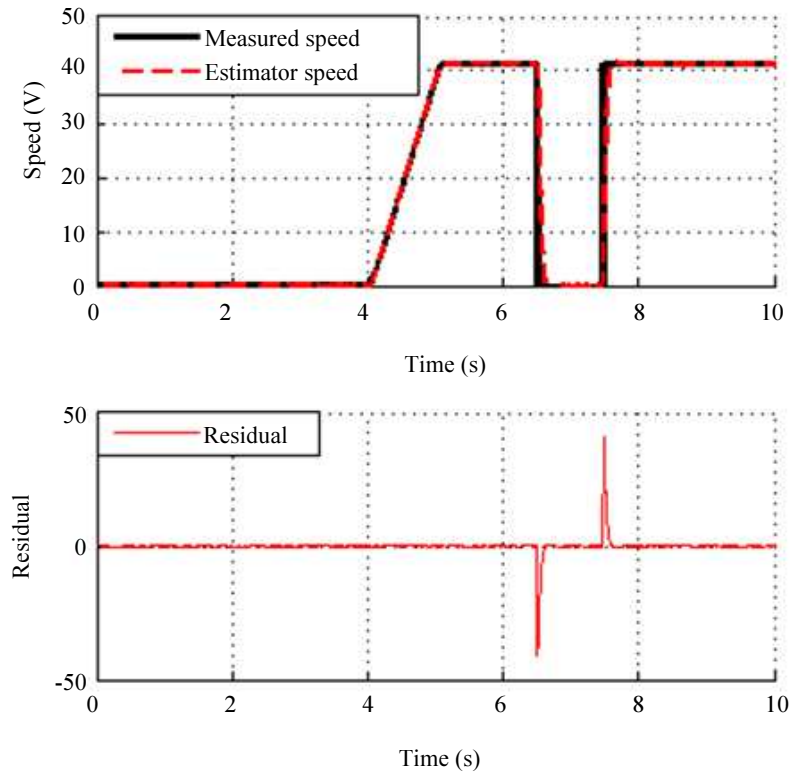 50
40
30
20
10
0
Speed (V)
Measured speed
Estimator speed
0 2 4 6 8 10
Time (s)
50
0
-50
Residual
Residual
0 2 4 6 8 10
Time (s)